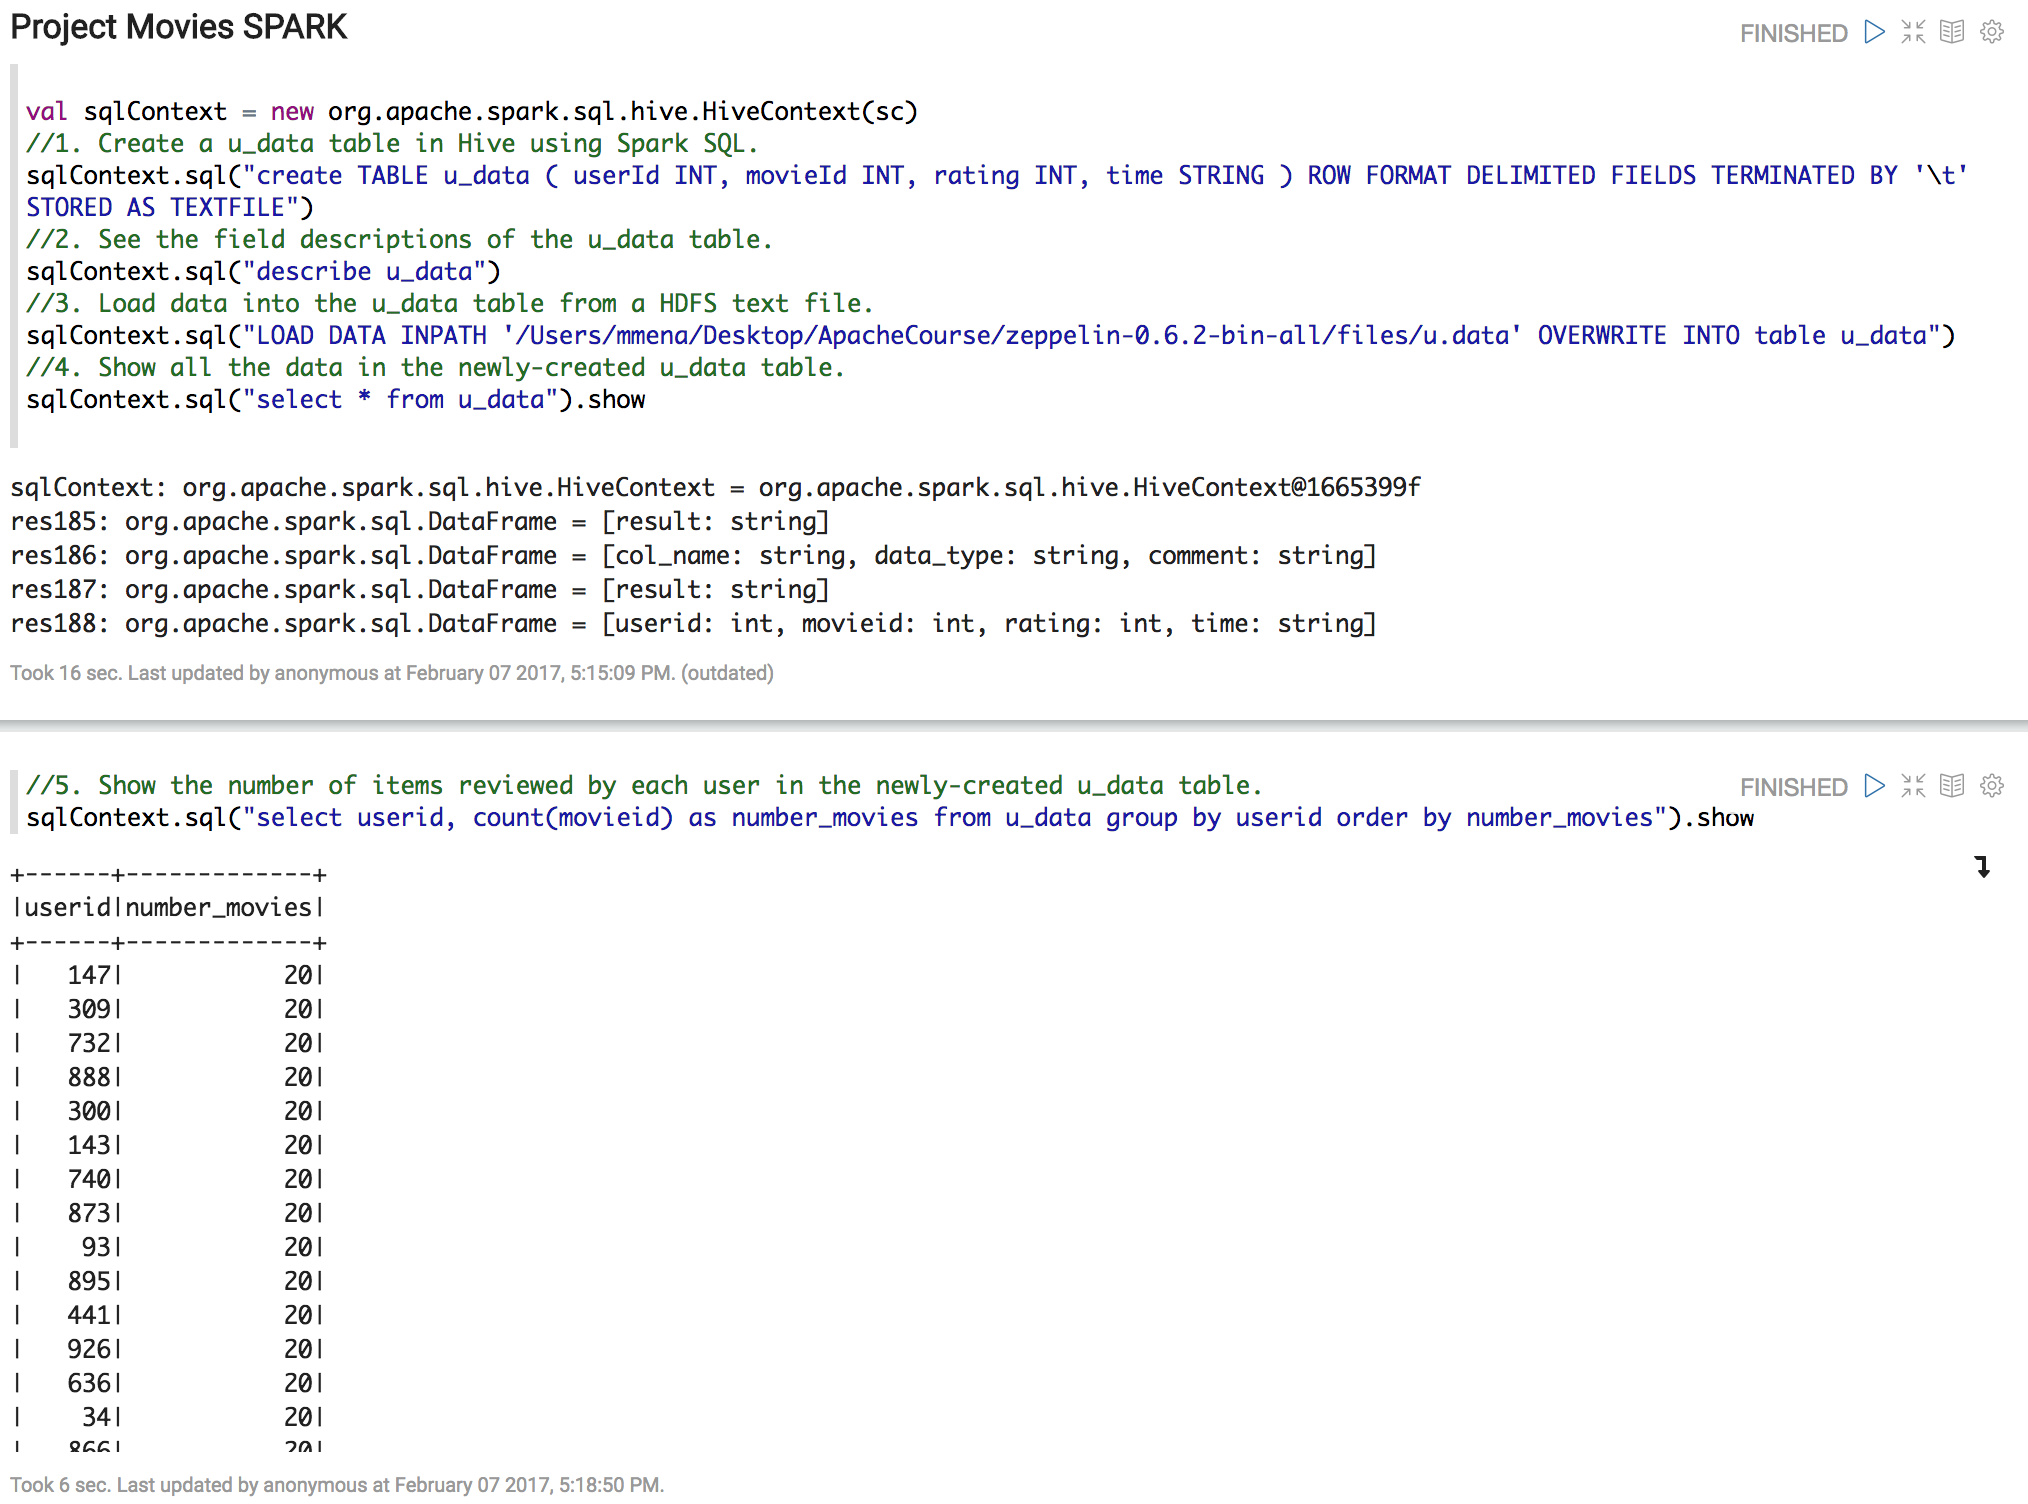 Project Movies SPARK
FINISHED
val sqlContext = new org.apache.spark.sql.hive.HiveContext(sc)
//1. Create a u_data table in Hive using Spark SQL.
sqlContext.sql("create TABLE u_data ( userId INT, movieId INT, rating INT, time STRING ) ROW FORMAT DELIMITED FIELDS TERMINATED BY '\t'
STORED AS TEXTFILE")
//2. See the field descriptions of the u_data table.
sqlContext.sql("describe u_data")
//3. Load data into the u_data table from a HDFS text file.
sqlContext.sql("LOAD DATA INPATH '/Users/mmena/Desktop/ApacheCourse/zeppelin-0.6.2-bin-all/files/u.data' OVERWRITE INTO table u_data")
//4. Show all the data in the newly-created u_data table.
sqlContext.sql("select * from u_data").show
sqlContext: org.apache.spark.sql.hive.HiveContext = org.apache.spark.sql.hive.HiveContext@1665399f
res185: org.apache.spark.sql.DataFrame = [result: string]
res186: org.apache.spark.sql.DataFrame = [col_name: string, data_type: string, comment: string]
res187: org.apache.spark.sql.DataFrame = [result: string]
res188: org.apache.spark.sql.DataFrame = [userid: int, movieid: int, rating: int, time: string]
Took 16 sec. Last updated by anonymous at February 07 2017, 5:15:09 PM. (outdated)
//5. Show the number of items reviewed by each user in the newly-created u_data table.
FINISHED
sqlContext.sql("select userid, count(movieid) as number_movies from u_data group by userid order by number_movies").show
+------+-------------+
|userid|number_movies|
+------+-------------+
|   147|           20|
|   309|           20|
|   732|           20|
|   888|           20|
|   300|           20|
|   143|           20|
|   740|           20|
|   873|           20|
|    93|           20|
|   895|           20|
|   441|           20|
|   926|           20|
|   636|           20|
|    34|           20|
|   866|           20|
Took 6 sec. Last updated by anonymous at February 07 2017, 5:18:50 PM.